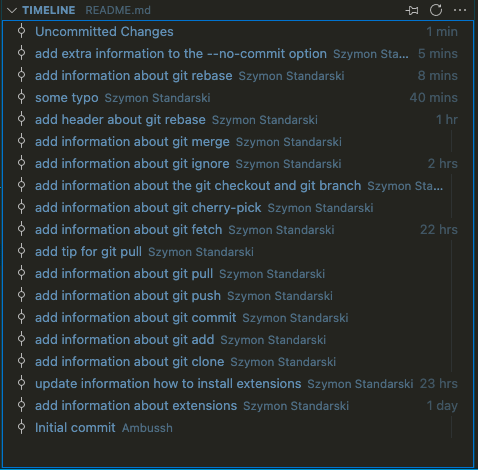 TIMELINE README.md
Uncommitted Changes 1 min
add extra information to the --no-commit option Szymon Sta... 5 mins
add information about git rebase Szymon Standarski 8 mins
some typo Szymon Standarski 40 mins
add header about git rebase Szymon Standarski 1 hr
add information about git merge Szymon Standarski
add information about git ignore Szymon Standarski 2 hrs
add information about the git checkout and git branch Szymon Sta...
add information about git cherry-pick Szymon Standarski
add information about git fetch Szymon Standarski 22 hrs
add tip for git pull Szymon Standarski
add information about git pull Szymon Standarski
add information about git push Szymon Standarski
add information about git commit Szymon Standarski
add information about git add Szymon Standarski
add information about git clone Szymon Standarski
update information how to install extensions Szymon Standarski 23 hrs
add information about extensions Szymon Standarski 1 day
Initial commit Ambussh